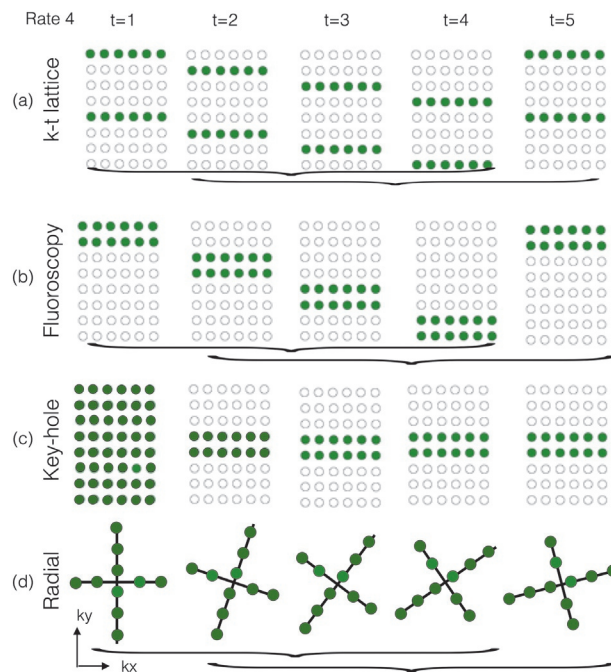 Rate 4 t=1 t=2 t=3 t=4 t=5
(a) k-t lattice
(b) Fluoroscopy
(c) Key-hole
(d) Radial
ky
kx